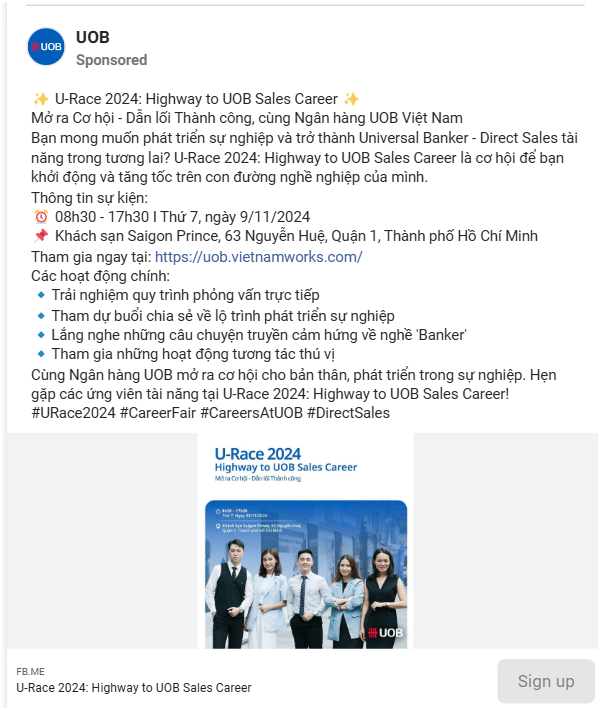 UOB
UOB
Sponsored
✨ U-Race 2024: Highway to UOB Sales Career ✨
Mở ra Cơ hội - Dẫn lối Thành công, cùng Ngân hàng UOB Việt Nam
Bạn mong muốn phát triển sự nghiệp và trở thành Universal Banker - Direct Sales tài
năng trong tương lai? U-Race 2024: Highway to UOB Sales Career là cơ hội để bạn
khởi động và tăng tốc trên con đường nghề nghiệp của mình.
Thông tin sự kiện:
⏰ 08h30 - 17h30 I Thứ 7, ngày 9/11/2024
📌 Khách sạn Saigon Prince, 63 Nguyễn Huệ, Quận 1, Thành phố Hồ Chí Minh
Tham gia ngay tại: https://uob.vietnamworks.com/
Các hoạt động chính:
🔹 Trải nghiệm quy trình phỏng vấn trực tiếp
🔹 Tham dự buổi chia sẻ về lộ trình phát triển sự nghiệp
🔹 Lắng nghe những câu chuyện truyền cảm hứng về nghề 'Banker'
🔹 Tham gia những hoạt động tương tác thú vị
Cùng Ngân hàng UOB mở ra cơ hội cho bản thân, phát triển trong sự nghiệp. Hẹn
gặp các ứng viên tài năng tại U-Race 2024: Highway to UOB Sales Career!
#URace2024 #CareerFair #CareersAtUOB #DirectSales
U-Race 2024
Highway to UOB Sales Career
Mở ra Cơ hội - Dẫn lối Thành công
8h30 - 17h30
Khách Sạn Saigon Prince, 63 Nguyễn Huệ,
Quận 1, Thành phố Hồ Chí Minh
UOB
FB.ME
U-Race 2024: Highway to UOB Sales Career
Sign up